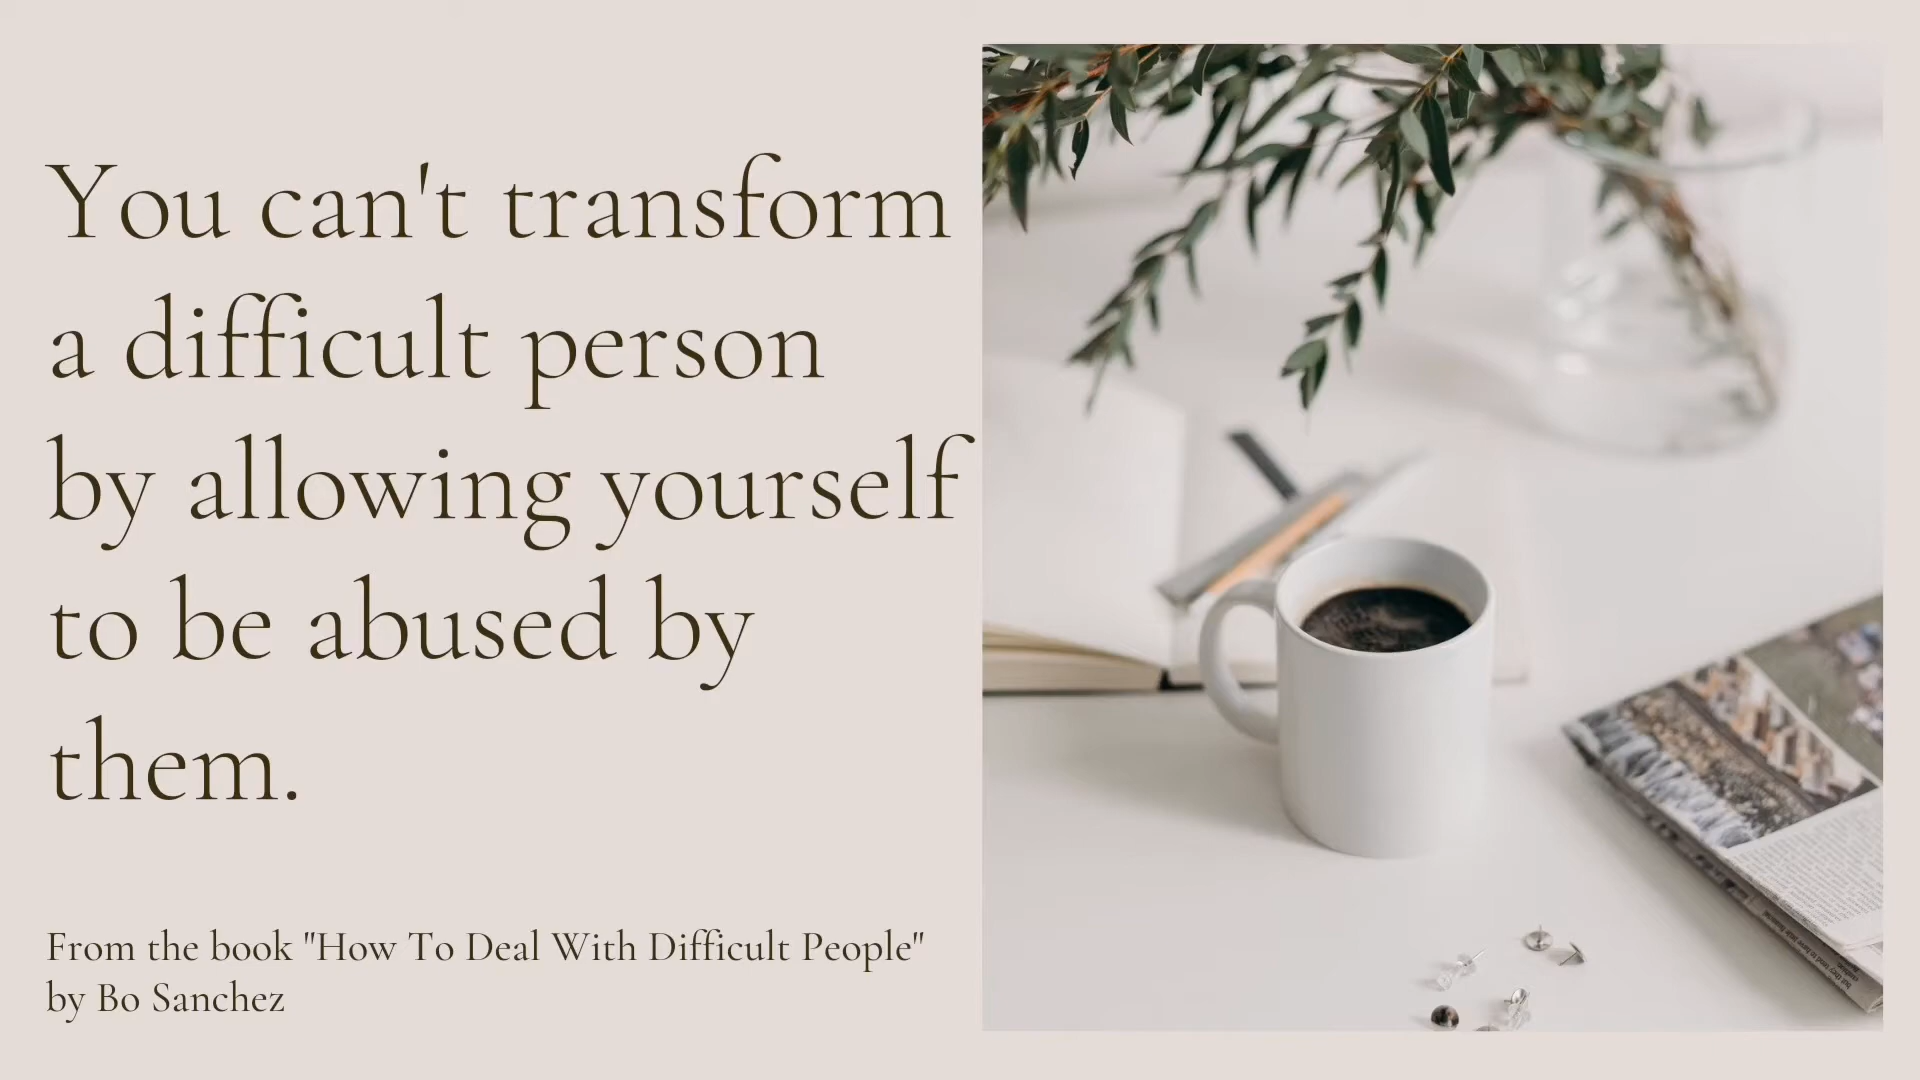 You can't transform
a difficult person
by allowing yourself
to be abused by
them.
From the book "How To Deal With Difficult People"
by Bo Sanchez